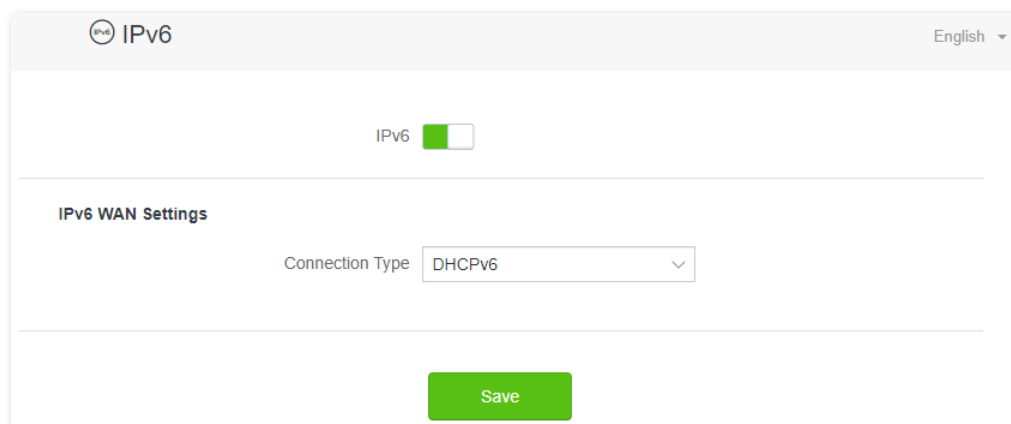 IPv6 IPv6
English
IPv6
IPv6 WAN Settings
Connection Type DHCPv6
Save